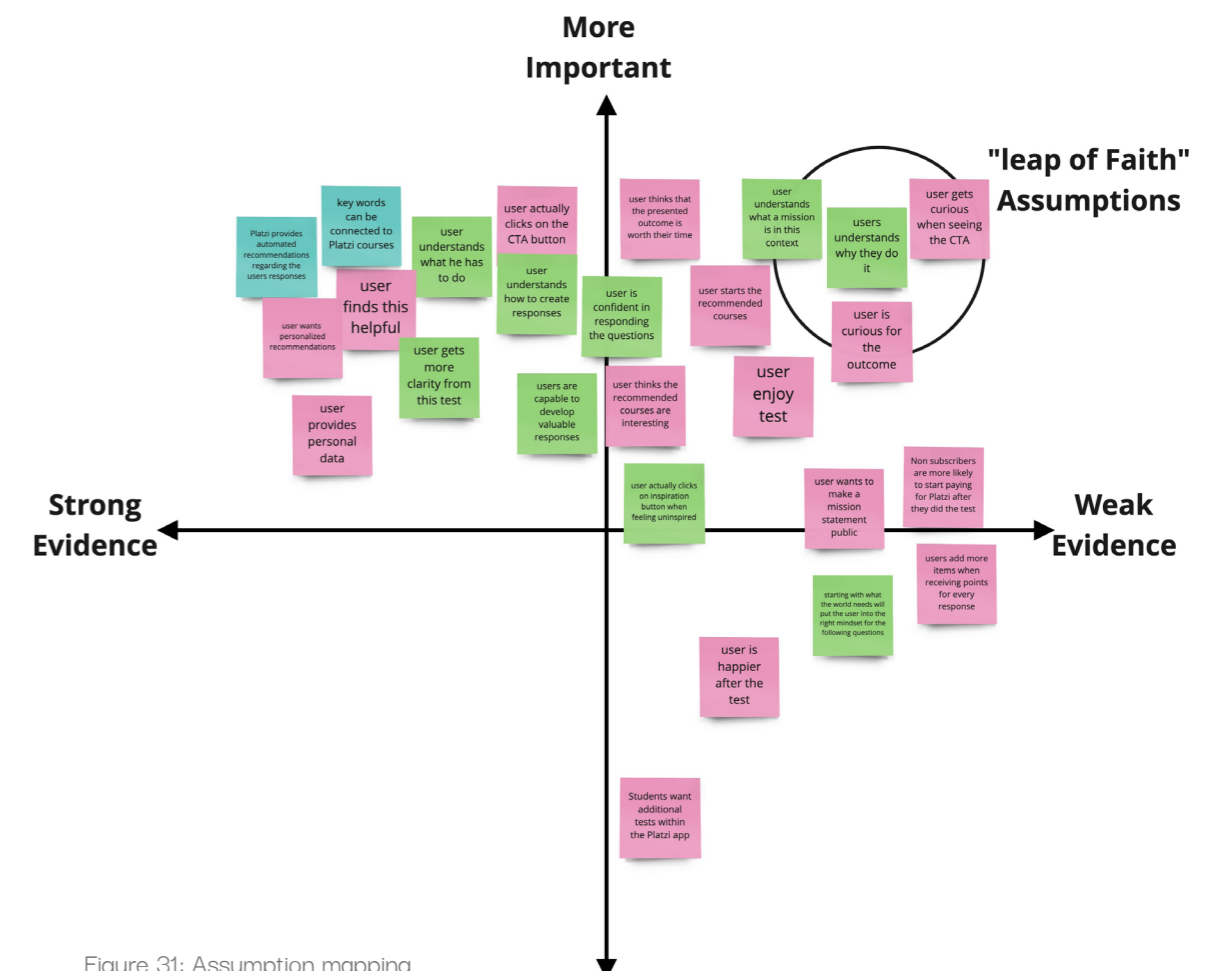 More
Important
"leap of Faith"
Assumptions
Strong
Evidence
Weak
Evidence
Platzi provides
automated
recommendations
regarding the
users responses
key words
can be
connected to
Platzi courses
user
understands
what he has
to do
user actually
clicks on the
CTA button
user
understands
how to create
responses
user
finds this
helpful
user wants
personalized
recommendations
user gets
more
clarity from
this test
user
provides
personal
data
users are
capable to
develop
valuable
responses
user is
confident in
responding
the questions
user thinks that
the presented
outcome is
worth their time
user starts the
recommended
courses
user thinks the
recommended
courses are
interesting
user
enjoy
test
user
understands
what a mission
is in this
context
users
understands
why they do
it
user gets
curious
when seeing
the CTA
user is
curious for
the
outcome
user actually clicks
on inspiration
button when
feeling uninspired
user wants to
make a
mission
statement
public
Non subscribers
are more likely
to start paying
for Platzi after
they did the test
users add more
items when
receiving points
for every
response
starting with what
the world needs will
put the user into the
right mindset for the
following questions
user is
happier
after the
test
Students want
additional
tests within
the Platzi app
Figure 31: Assumption mapping